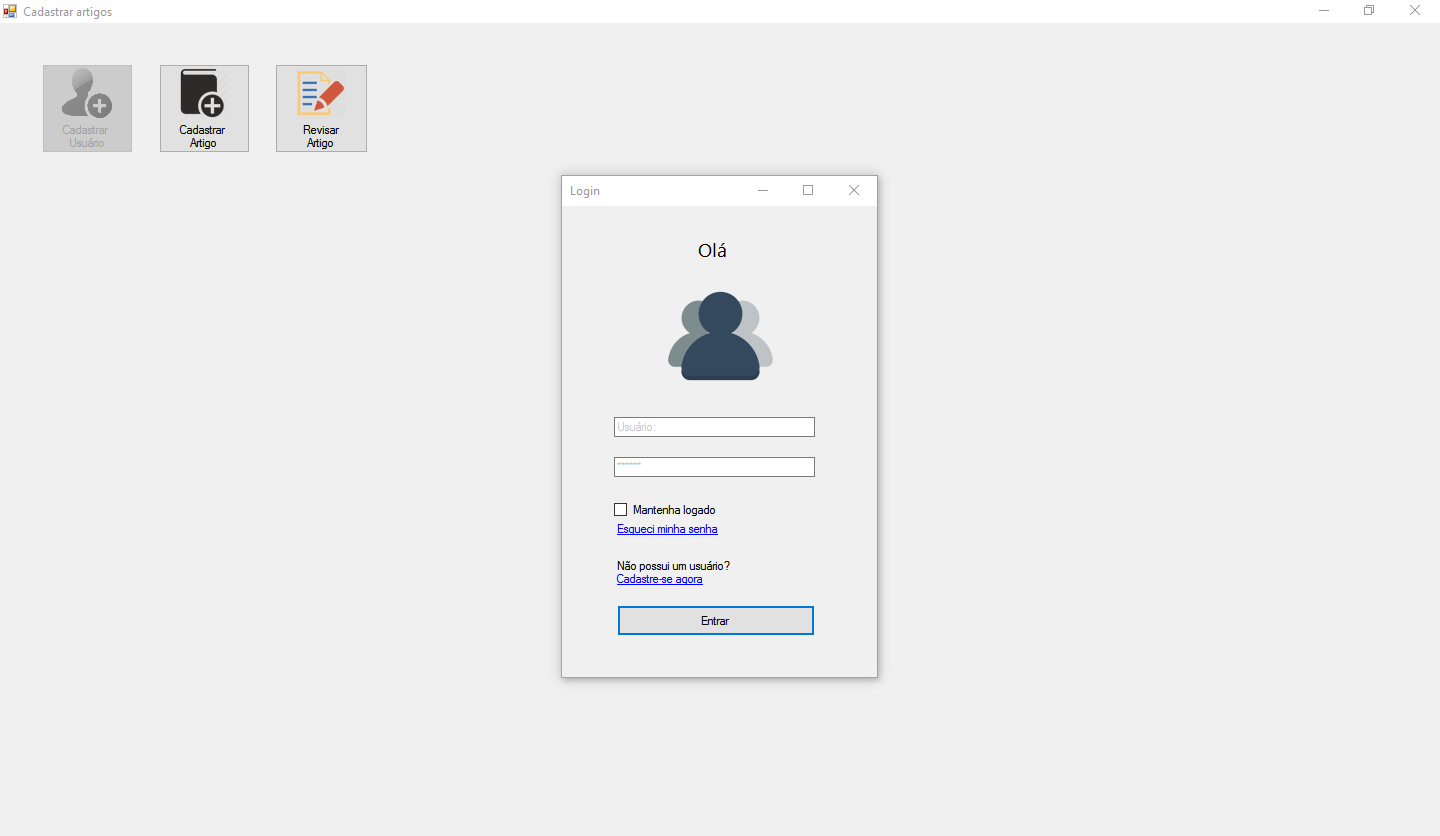 Cadastrar artigos
Cadastrar
Usuário
Cadastrar
Artigo
Revisar
Artigo
Login
Olá
Usuário:
******
Mantenha logado
Esqueci minha senha
Não possui um usuário?
Cadastre-se agora
Entrar